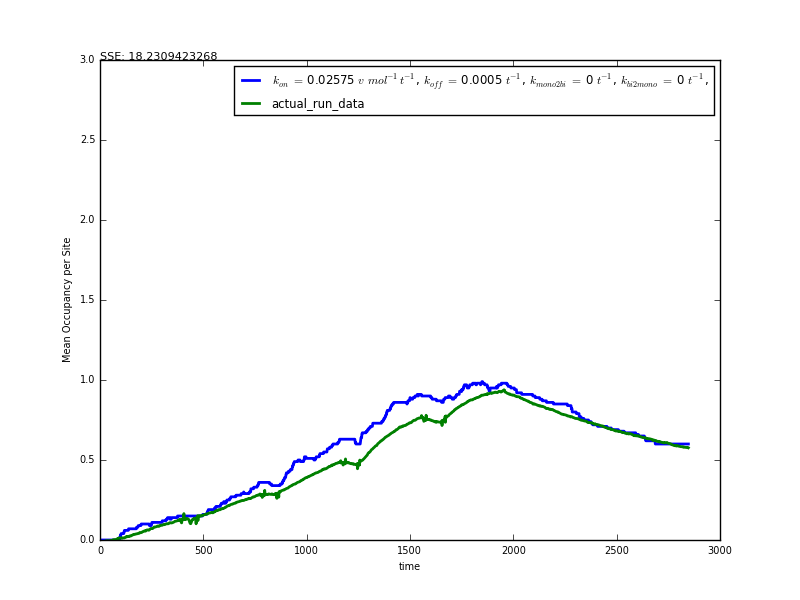 SSE: 18.2309423268
k_on = 0.02575 v mol⁻¹ t⁻¹, k_off = 0.0005 t⁻¹, k_mono2bi = 0 t⁻¹, k_bi2mono = 0 t⁻¹,
actual_run_data
3.0
2.5
2.0
1.5
1.0
0.5
0.0
Mean Occupancy per Site
0 500 1000 1500 2000 2500 3000
time